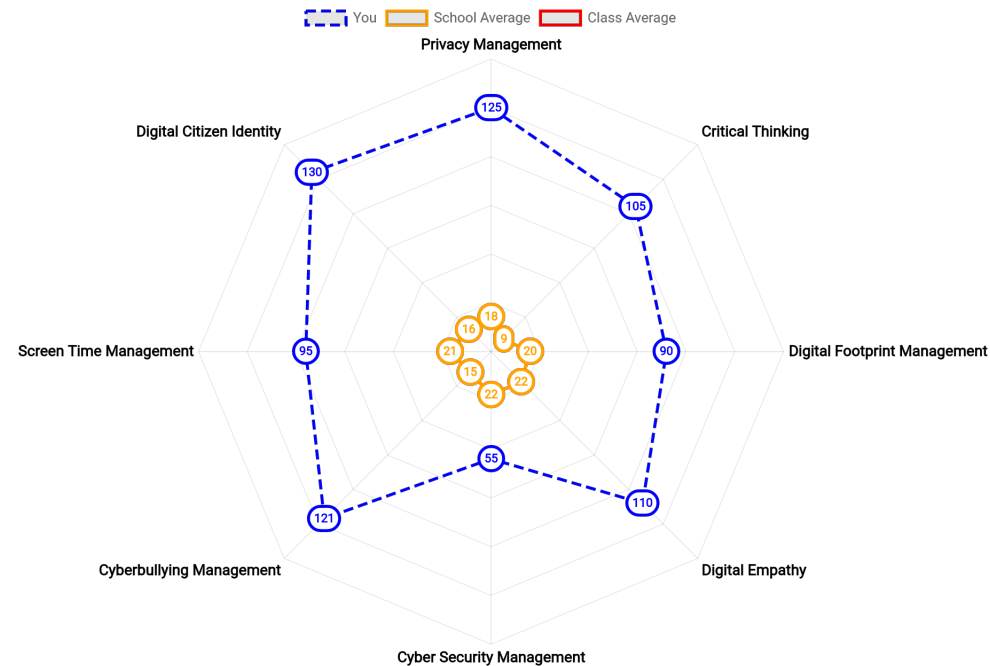 You School Average Class Average
Privacy Management
125
Digital Citizen Identity
Critical Thinking
130
105
18
16
9
Screen Time Management
95
21
20
90
Digital Footprint Management
15
22
22
55
121
110
Cyberbullying Management
Digital Empathy
Cyber Security Management